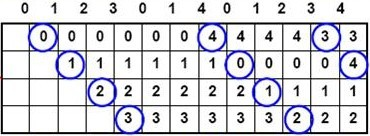 0 1 2 3 0 1 4 0 1 2 3 4
0 0 0 0 0 0 4 4 4 4 3 3
1 1 1 1 1 1 0 0 0 0 4
2 2 2 2 2 2 1 1 1 1
3 3 3 3 3 3 2 2 2